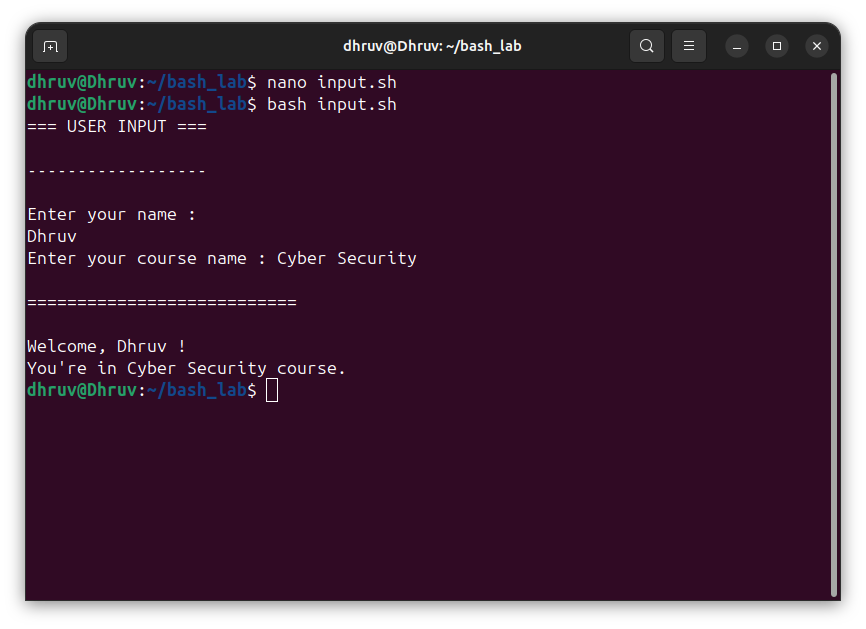 dhruv@Dhruv: ~/bash_lab
dhruv@Dhruv:~/bash_lab$ nano input.sh
dhruv@Dhruv:~/bash_lab$ bash input.sh
=== USER INPUT ===
------------------
Enter your name :
Dhruv
Enter your course name : Cyber Security
===========================
Welcome, Dhruv !
You're in Cyber Security course.
dhruv@Dhruv:~/bash_lab$